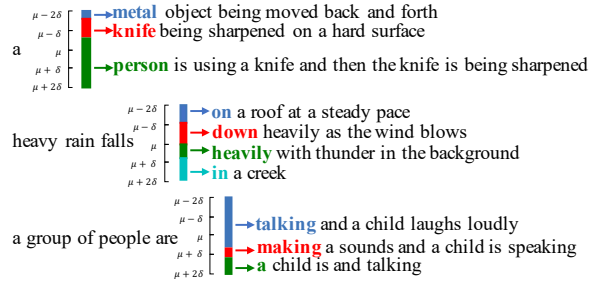 μ − 2δ metal object being moved back and forth
μ − δ knife being sharpened on a hard surface
a μ
μ + δ person is using a knife and then the knife is being sharpened
μ + 2δ
μ − 2δ on a roof at a steady pace
μ − δ down heavily as the wind blows
heavy rain falls μ heavily with thunder in the background
μ + δ in a creek
μ + 2δ
μ − 2δ
μ − δ talking and a child laughs loudly
a group of people are μ
μ + δ making a sounds and a child is speaking
μ + 2δ a child is and talking